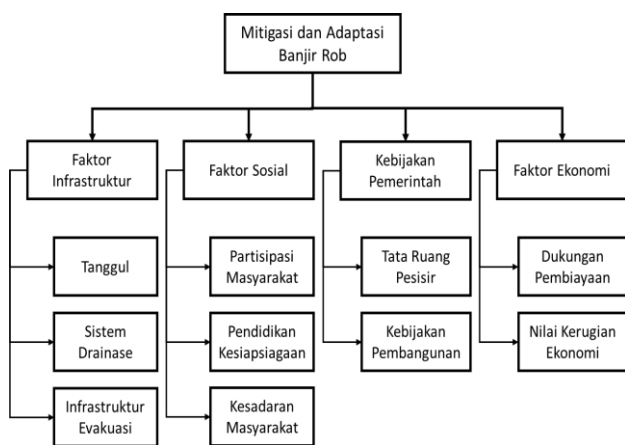 Mitigasi dan Adaptasi
Banjir Rob
Faktor
Infrastruktur
Faktor Sosial
Kebijakan
Pemerintah
Faktor Ekonomi
Tanggul
Partisipasi
Masyarakat
Tata Ruang
Pesisir
Dukungan
Pembiayaan
Sistem
Drainase
Pendidikan
Kesiapsiagaan
Kebijakan
Pembangunan
Nilai Kerugian
Ekonomi
Infrastruktur
Evakuasi
Kesadaran
Masyarakat